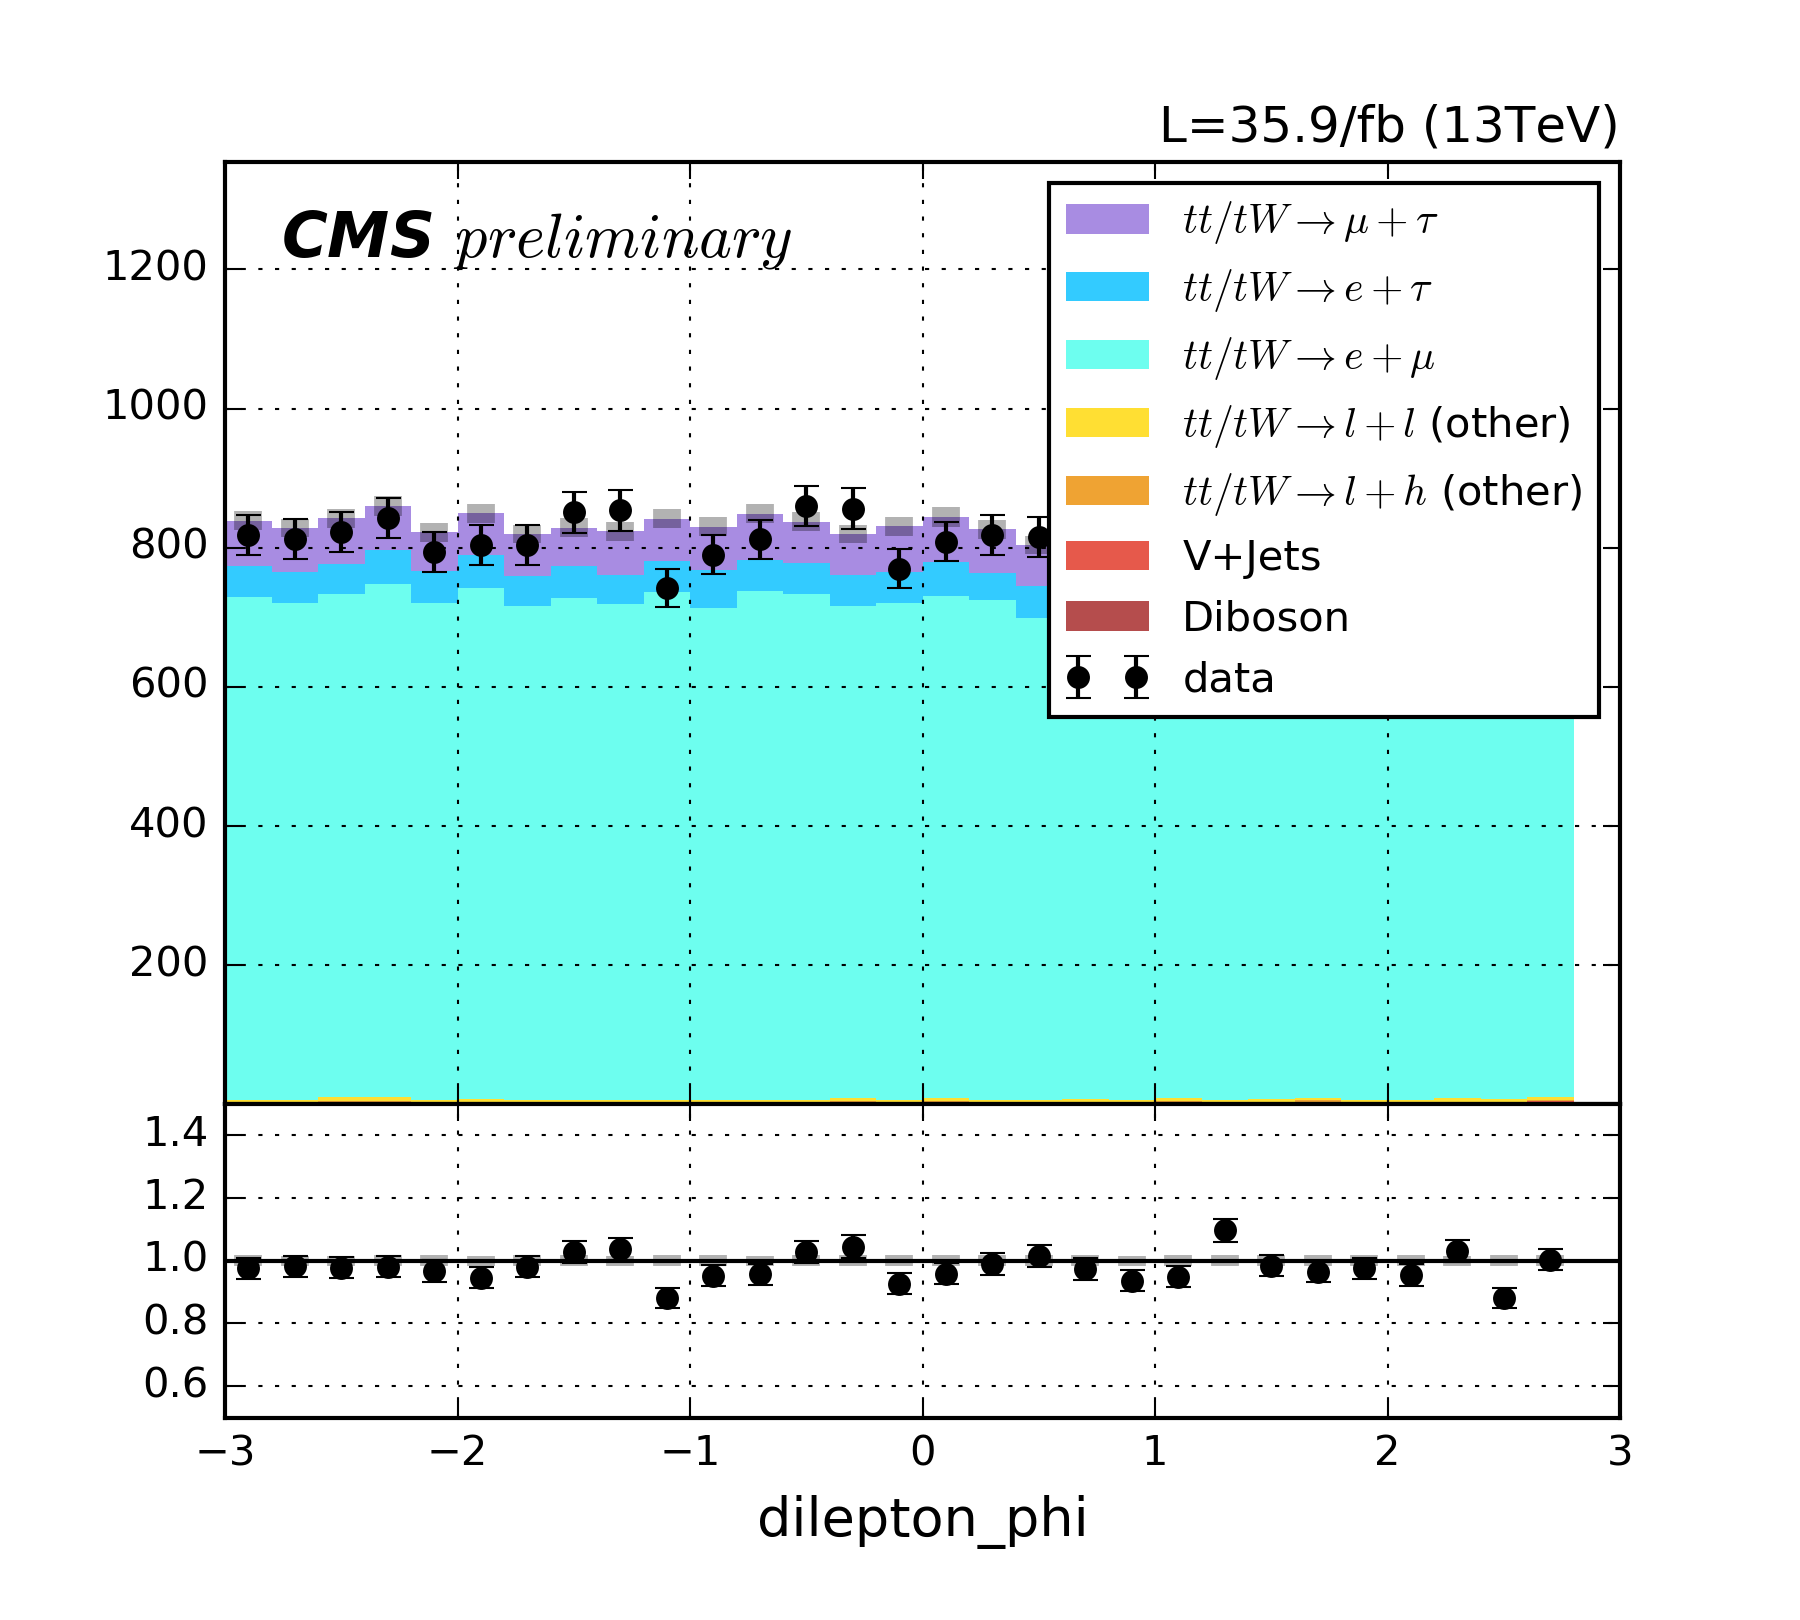 L=35.9/fb (13TeV)
CMS preliminary
1200
1000
800
600
400
200
tt/tW → μ + τ
tt/tW → e + τ
tt/tW → e + μ
tt/tW → l + l (other)
tt/tW → l + h (other)
V+Jets
Diboson
data
1.4
1.2
1.0
0.8
0.6
−3 −2 −1 0 1 2 3
dilepton_phi